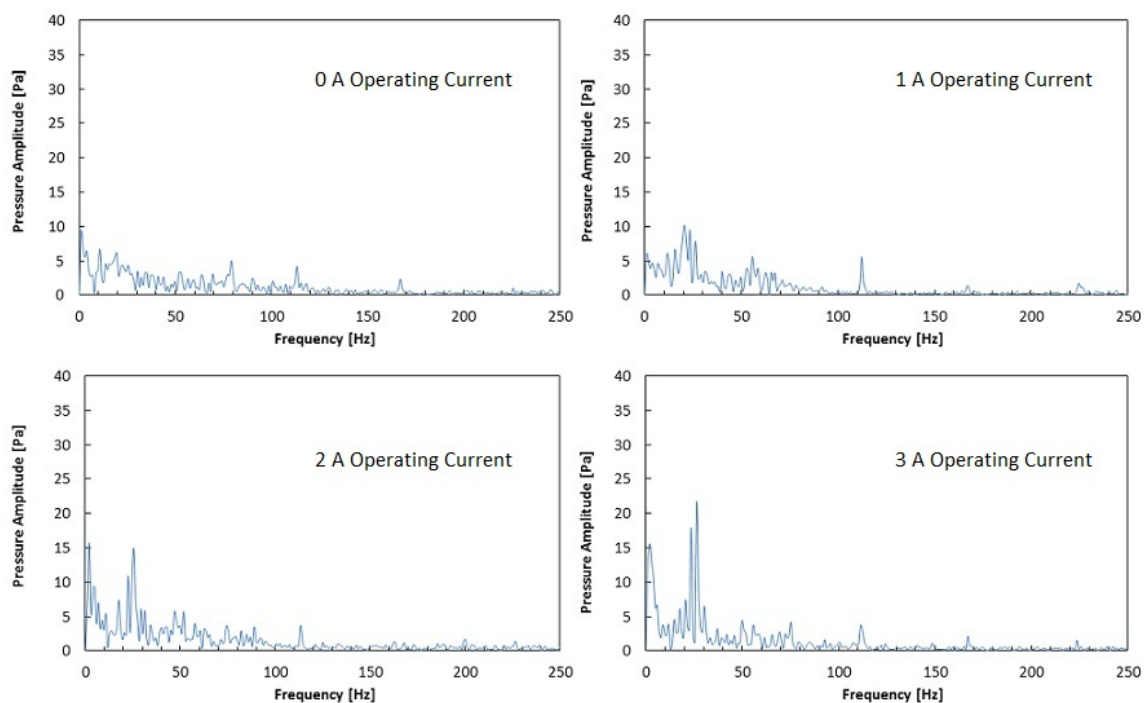 Pressure Amplitude [Pa]
40
35
30
25
20
15
10
5
0
0 A Operating Current
0 50 100 150 200 250
Frequency [Hz]
Pressure Amplitude [Pa]
40
35
30
25
20
15
10
5
0
1 A Operating Current
0 50 100 150 200 250
Frequency [Hz]
Pressure Amplitude [Pa]
40
35
30
25
20
15
10
5
0
2 A Operating Current
0 50 100 150 200 250
Frequency [Hz]
Pressure Amplitude [Pa]
40
35
30
25
20
15
10
5
0
3 A Operating Current
0 50 100 150 200 250
Frequency [Hz]